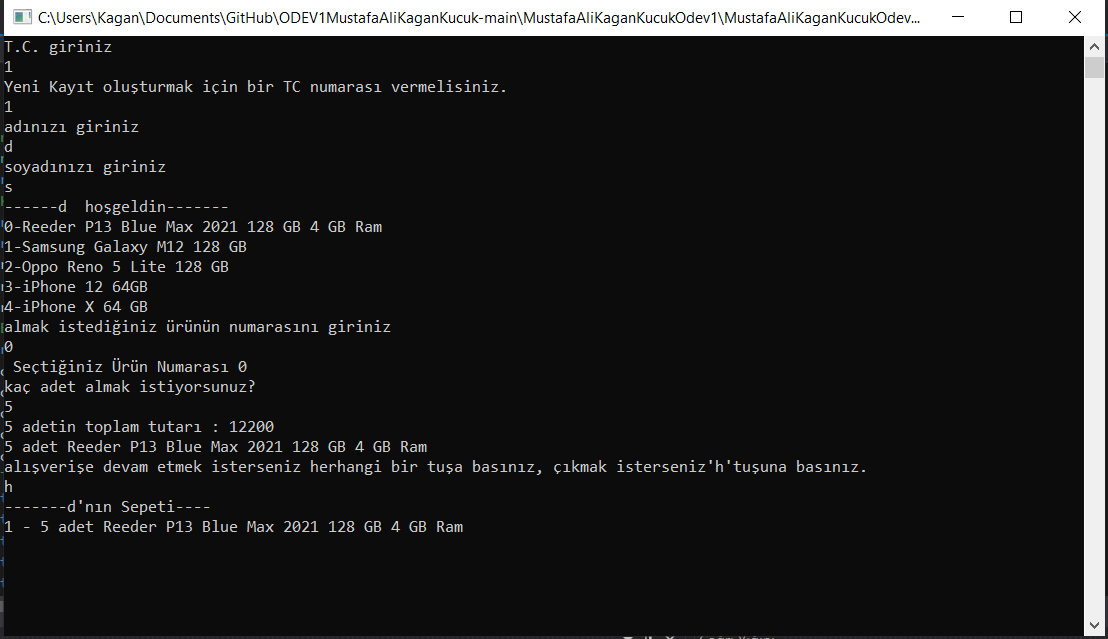 C:\Users\Kagan\Documents\GitHub\ODEV1MustafaAliKaganKucuk-main\MustafaAliKaganKucukOdev1\MustafaAliKaganKucukOdev...
T.C. giriniz
1
Yeni Kayıt oluşturmak için bir TC numarası vermelisiniz.
1
adınızı giriniz
d
soyadınızı giriniz
s
------d  hoşgeldin-------
0-Reeder P13 Blue Max 2021 128 GB 4 GB Ram
1-Samsung Galaxy M12 128 GB
2-Oppo Reno 5 Lite 128 GB
3-iPhone 12 64GB
4-iPhone X 64 GB
almak istediğiniz ürünün numarasını giriniz
0
 Seçtiğiniz Ürün Numarası 0
kaç adet almak istiyorsunuz?
5
5 adetin toplam tutarı : 12200
5 adet Reeder P13 Blue Max 2021 128 GB 4 GB Ram
alışverişe devam etmek isterseniz herhangi bir tuşa basınız, çıkmak isterseniz'h'tuşuna basınız.
h
-------d'nın Sepeti----
1 - 5 adet Reeder P13 Blue Max 2021 128 GB 4 GB Ram